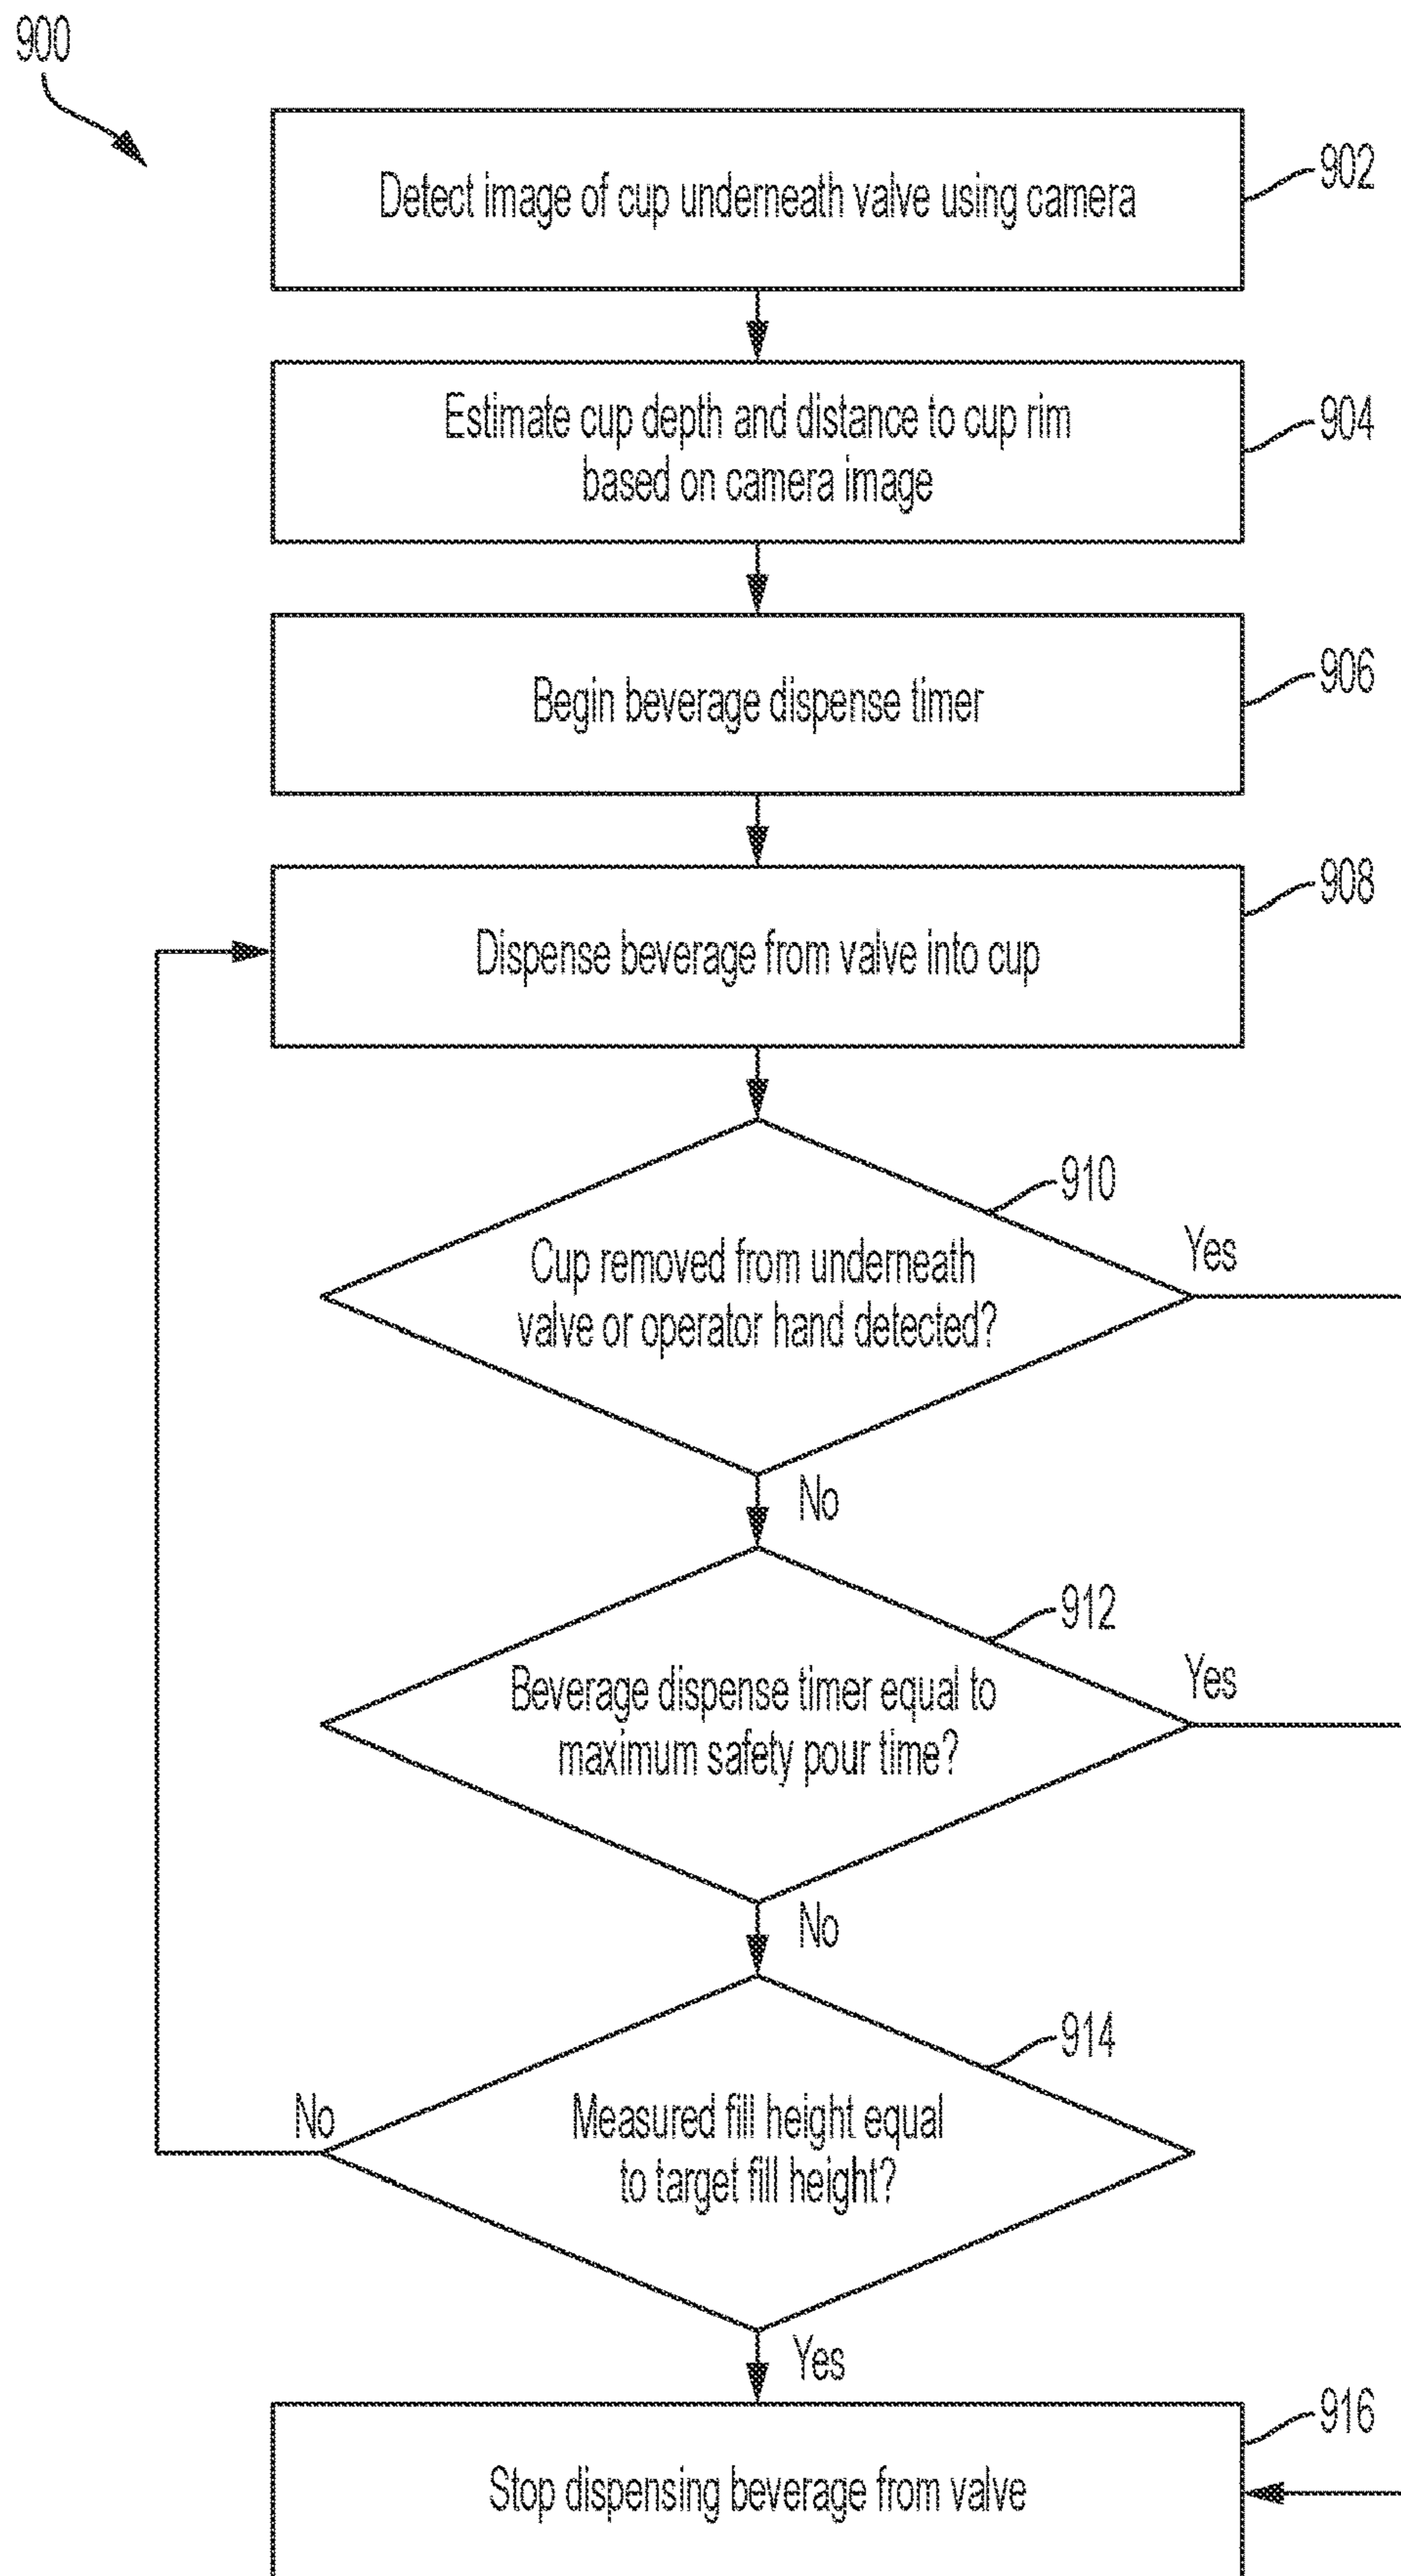 900
Detect image of cup underneath valve using camera
902
Estimate cup depth and distance to cup rim
based on camera image
904
Begin beverage dispense timer
906
Dispense beverage from valve into cup
908
910
Cup removed from underneath
valve or operator hand detected?
Yes
No
912
Beverage dispense timer equal to
maximum safety pour time?
Yes
No
914
Measured fill height equal
to target fill height?
No
Yes
916
Stop dispensing beverage from valve